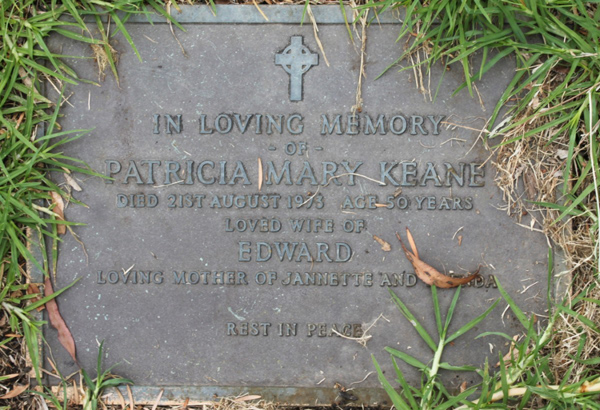 IN LOVING MEMORY
- OF -
PATRICIA MARY KEANE
DIED 21ST AUGUST AGE 50 YEARS
LOVED WIFE OF
EDWARD
LOVING MOTHER OF JANNETTE AND
REST IN PEACE